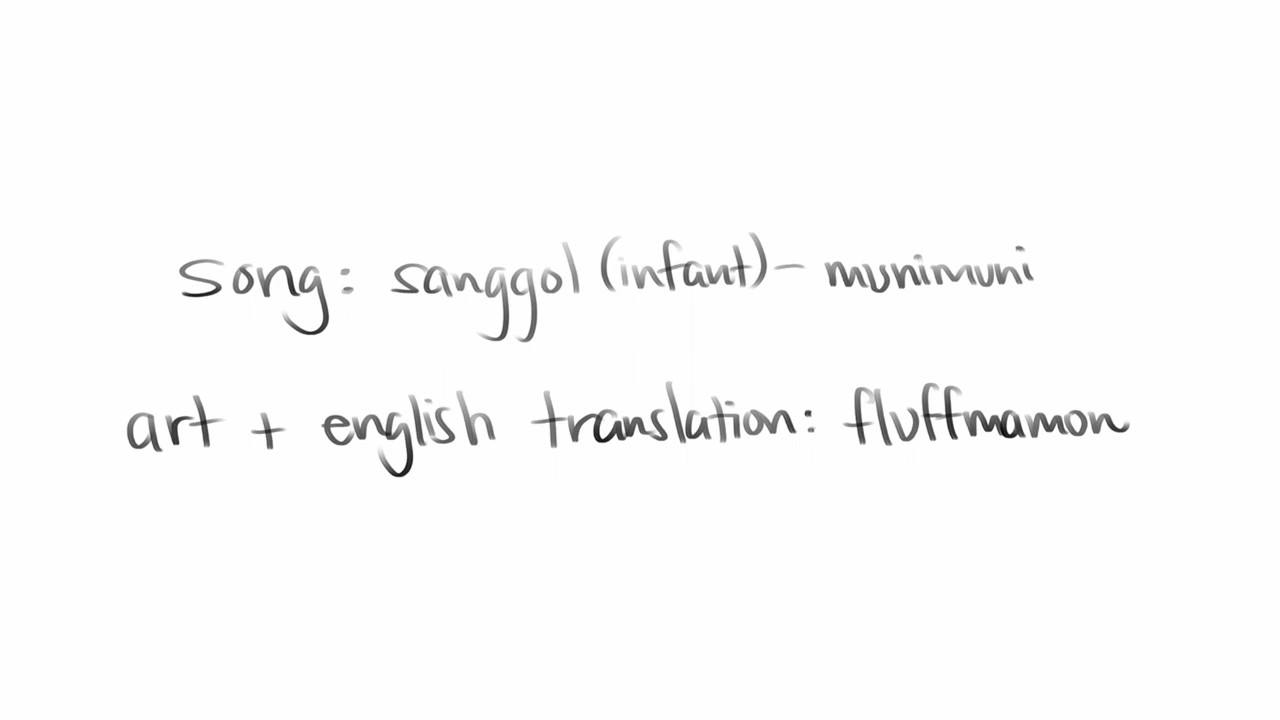 song: sanggol (infant) - munimuni
art + english translation: fluffmamon